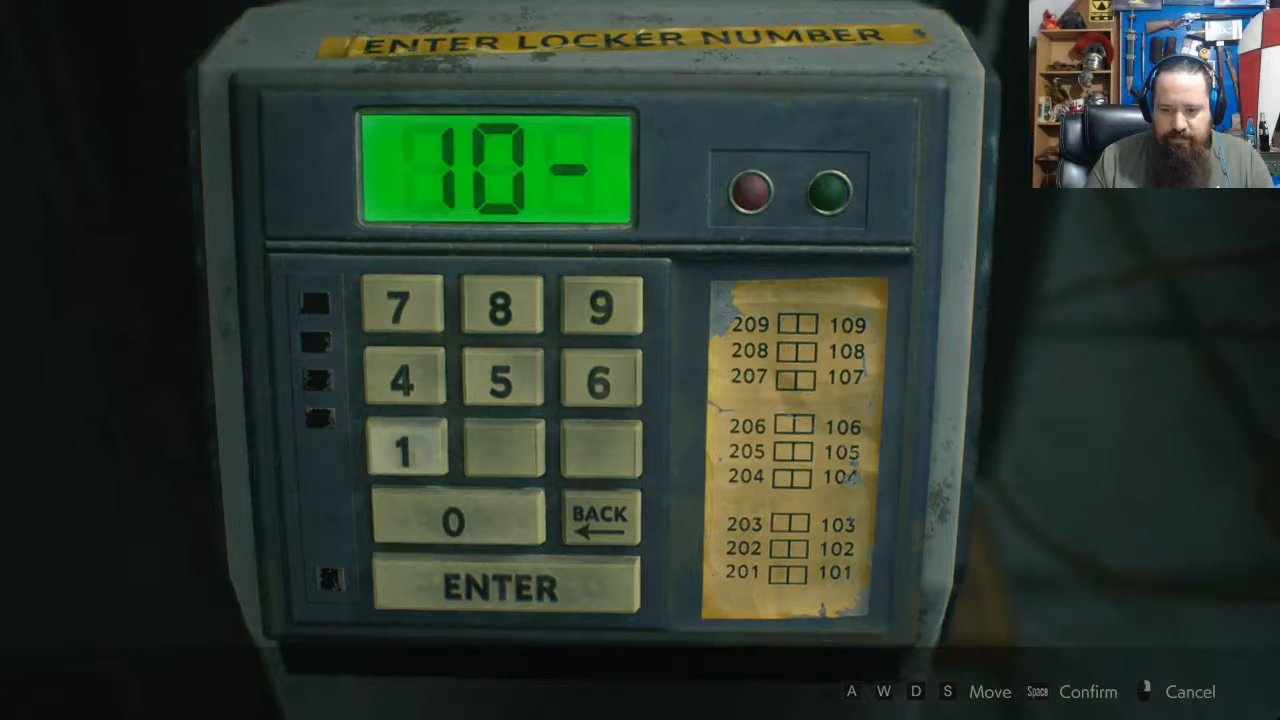 ENTER LOCKER NUMBER
10-
7 8 9
4 5 6
1
0 BACK
ENTER
209 109
208 108
207 107
206 106
205 105
204 104
203 103
202 102
201 101
A W D S Move Space Confirm Cancel